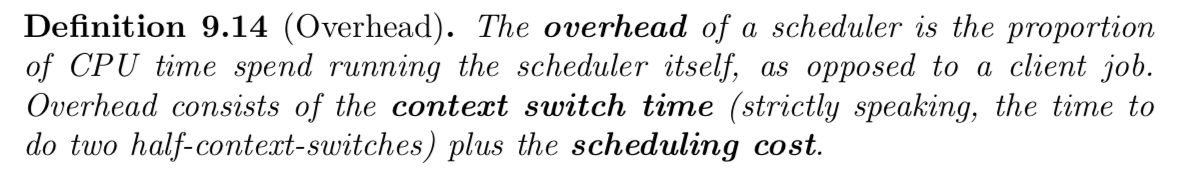 Definition 9.14 (Overhead). The overhead of a scheduler is the proportion
of CPU time spend running the scheduler itself, as opposed to a client job.
Overhead consists of the context switch time (strictly speaking, the time to
do two half-context-switches) plus the scheduling cost.